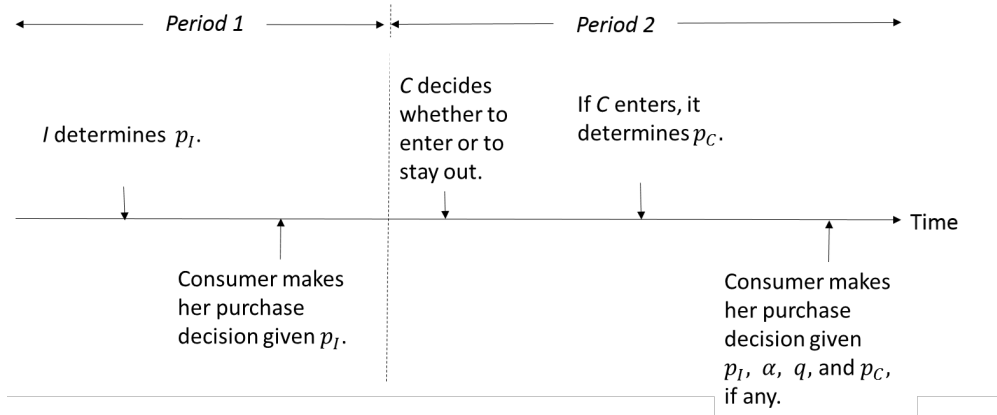 Period 1
Period 2
I determines p_I.
C decides
whether to
enter or to
stay out.
If C enters, it
determines p_C.
Time
Consumer makes
her purchase
decision given p_I.
Consumer makes
her purchase
decision given
p_I, α, q, and p_C,
if any.